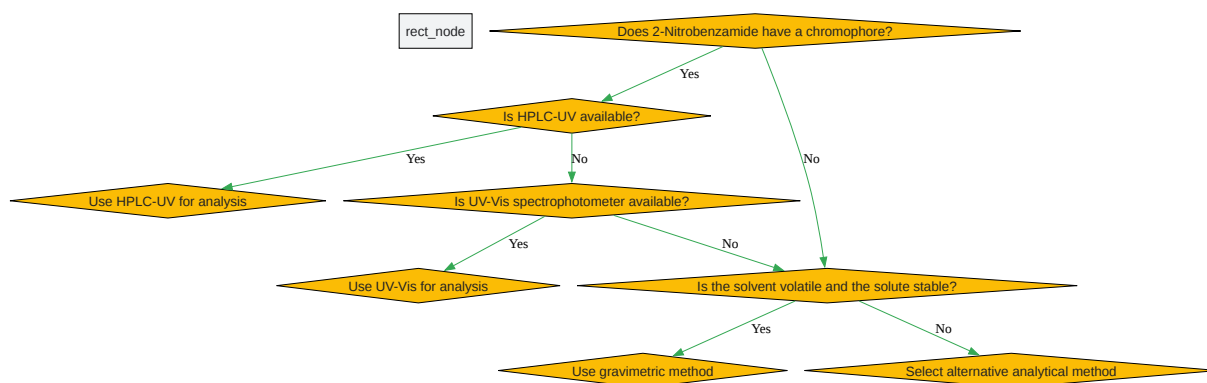 rect_node
Does 2-Nitrobenzamide have a chromophore?
Yes
Is HPLC-UV available?
Yes
No
No
Use HPLC-UV for analysis
Is UV-Vis spectrophotometer available?
Yes
No
Use UV-Vis for analysis
Is the solvent volatile and the solute stable?
Yes
No
Use gravimetric method
Select alternative analytical method